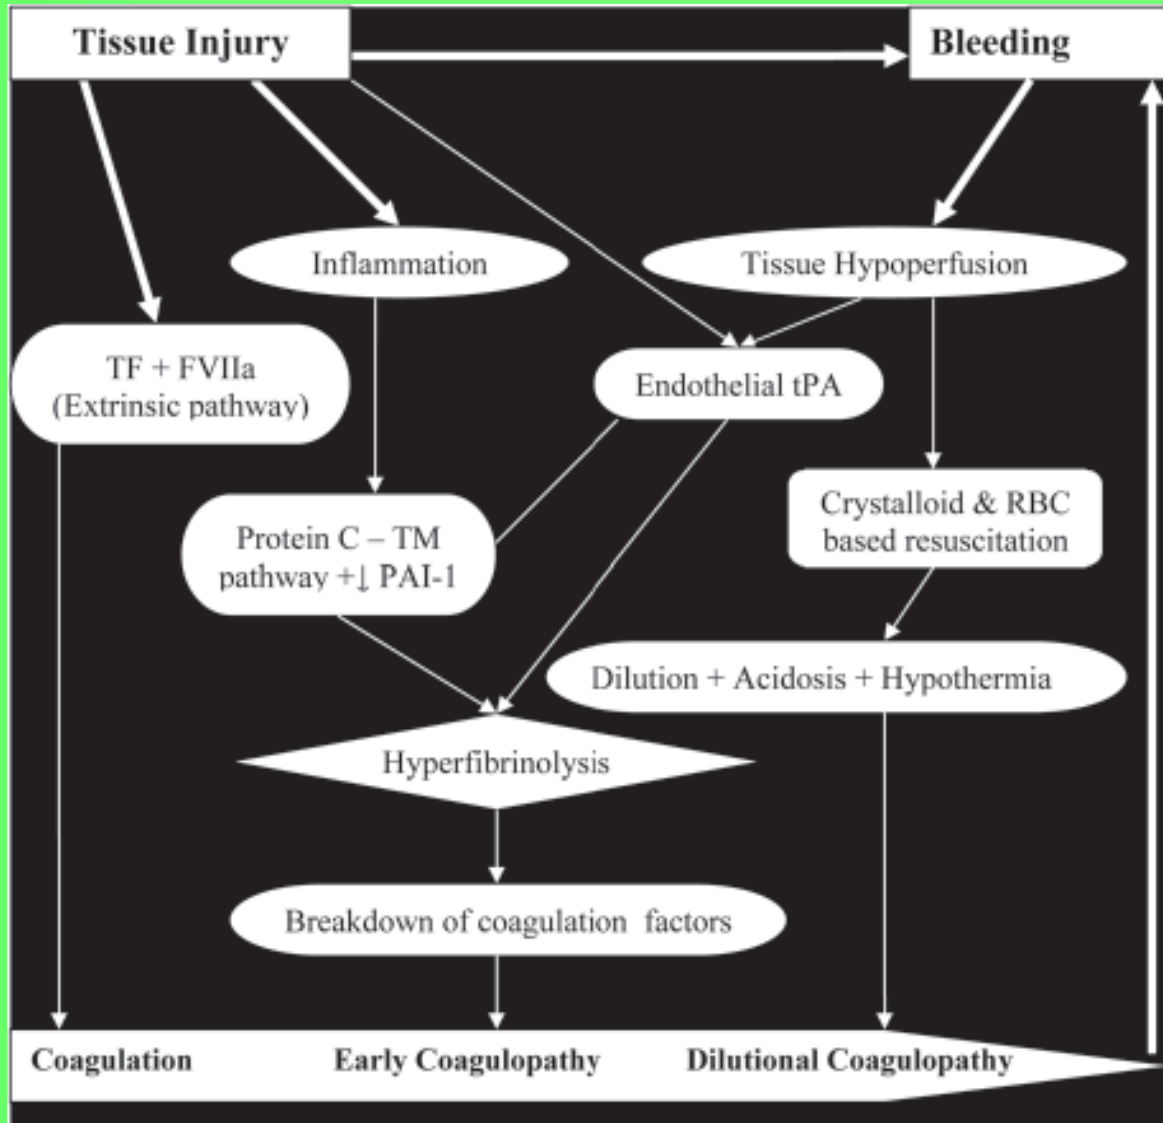 Tissue Injury
Bleeding
Inflammation
Tissue Hypoperfusion
TF + FVIIa
(Extrinsic pathway)
Endothelial tPA
Crystalloid & RBC
based resuscitation
Protein C – TM
pathway +↓ PAI-1
Dilution + Acidosis + Hypothermia
Hyperfibrinolysis
Breakdown of coagulation factors
Coagulation
Early Coagulopathy
Dilutional Coagulopathy